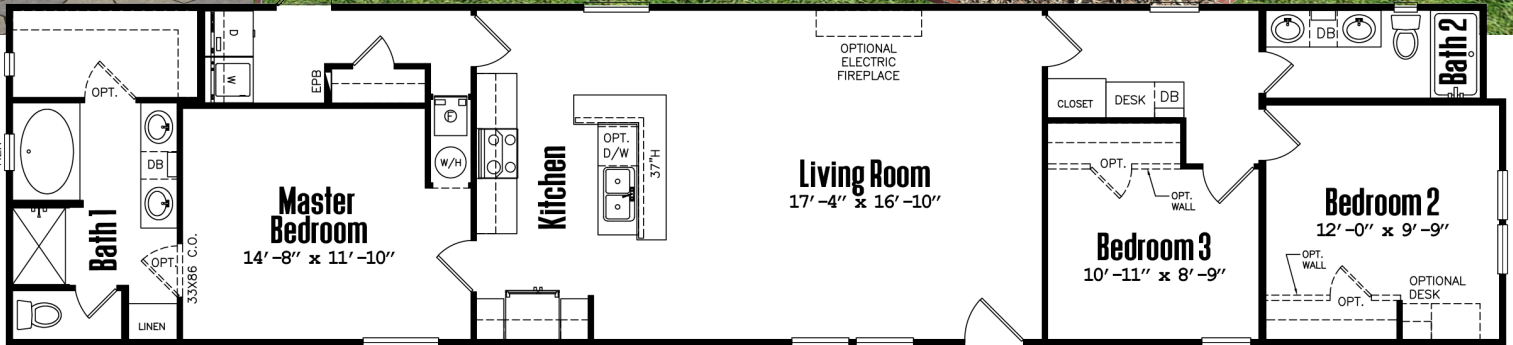 OPT.
D
W
EPB
F
W/H
DB
Bath 1
OPT.
33X86 C.O.
LINEN
Master
Bedroom
14'-8" x 11'-10"
Kitchen
OPT.
D/W
37"H
OPTIONAL
ELECTRIC
FIREPLACE
Living Room
17'-4" x 16'-10"
CLOSET
DESK
DB
OPT.
OPT.
WALL
Bedroom 3
10'-11" x 8'-9"
DB
Bath 2
Bedroom 2
12'-0" x 9'-9"
OPT.
WALL
OPT.
OPTIONAL
DESK